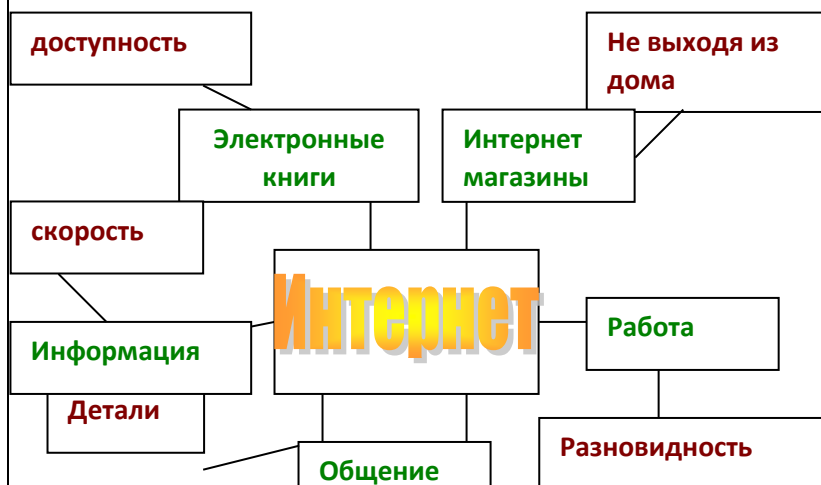 доступность
Не выходя из
дома
Электронные
книги
Интернет
магазины
скорость
Интернет
Информация
Работа
Детали
Разновидность
Общение